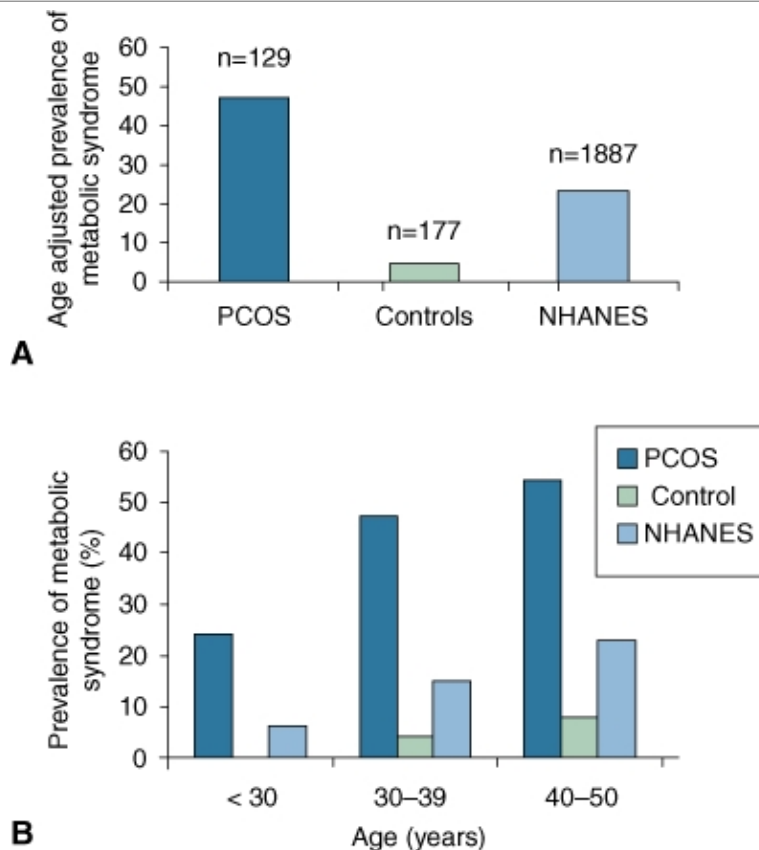 Age adjusted prevalence of
metabolic syndrome
60
50
40
30
20
10
0
n=129
n=177
n=1887
PCOS
Controls
NHANES
A
Prevalence of metabolic
syndrome (%)
60
50
40
30
20
10
0
PCOS
Control
NHANES
< 30
30–39
40–50
Age (years)
B